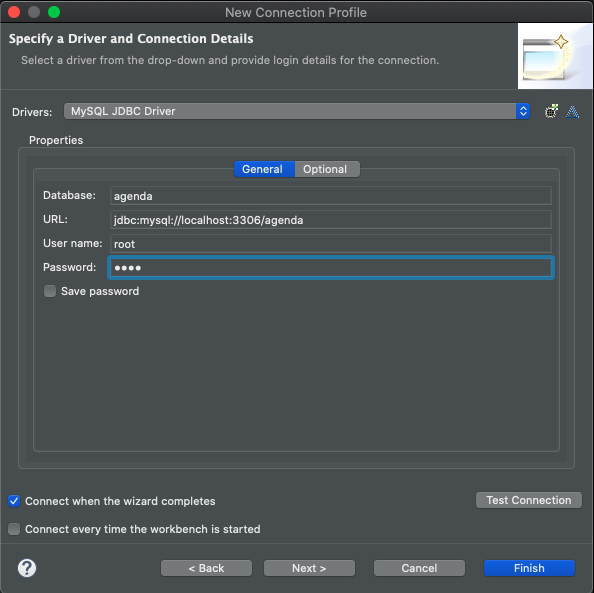 New Connection Profile
Specify a Driver and Connection Details
Select a driver from the drop-down and provide login details for the connection.
Drivers: MySQL JDBC Driver
Properties
General Optional
Database: agenda
URL: jdbc:mysql://localhost:3306/agenda
User name: root
Password: ••••
Save password
Connect when the wizard completes
Test Connection
Connect every time the workbench is started
? < Back Next > Cancel Finish